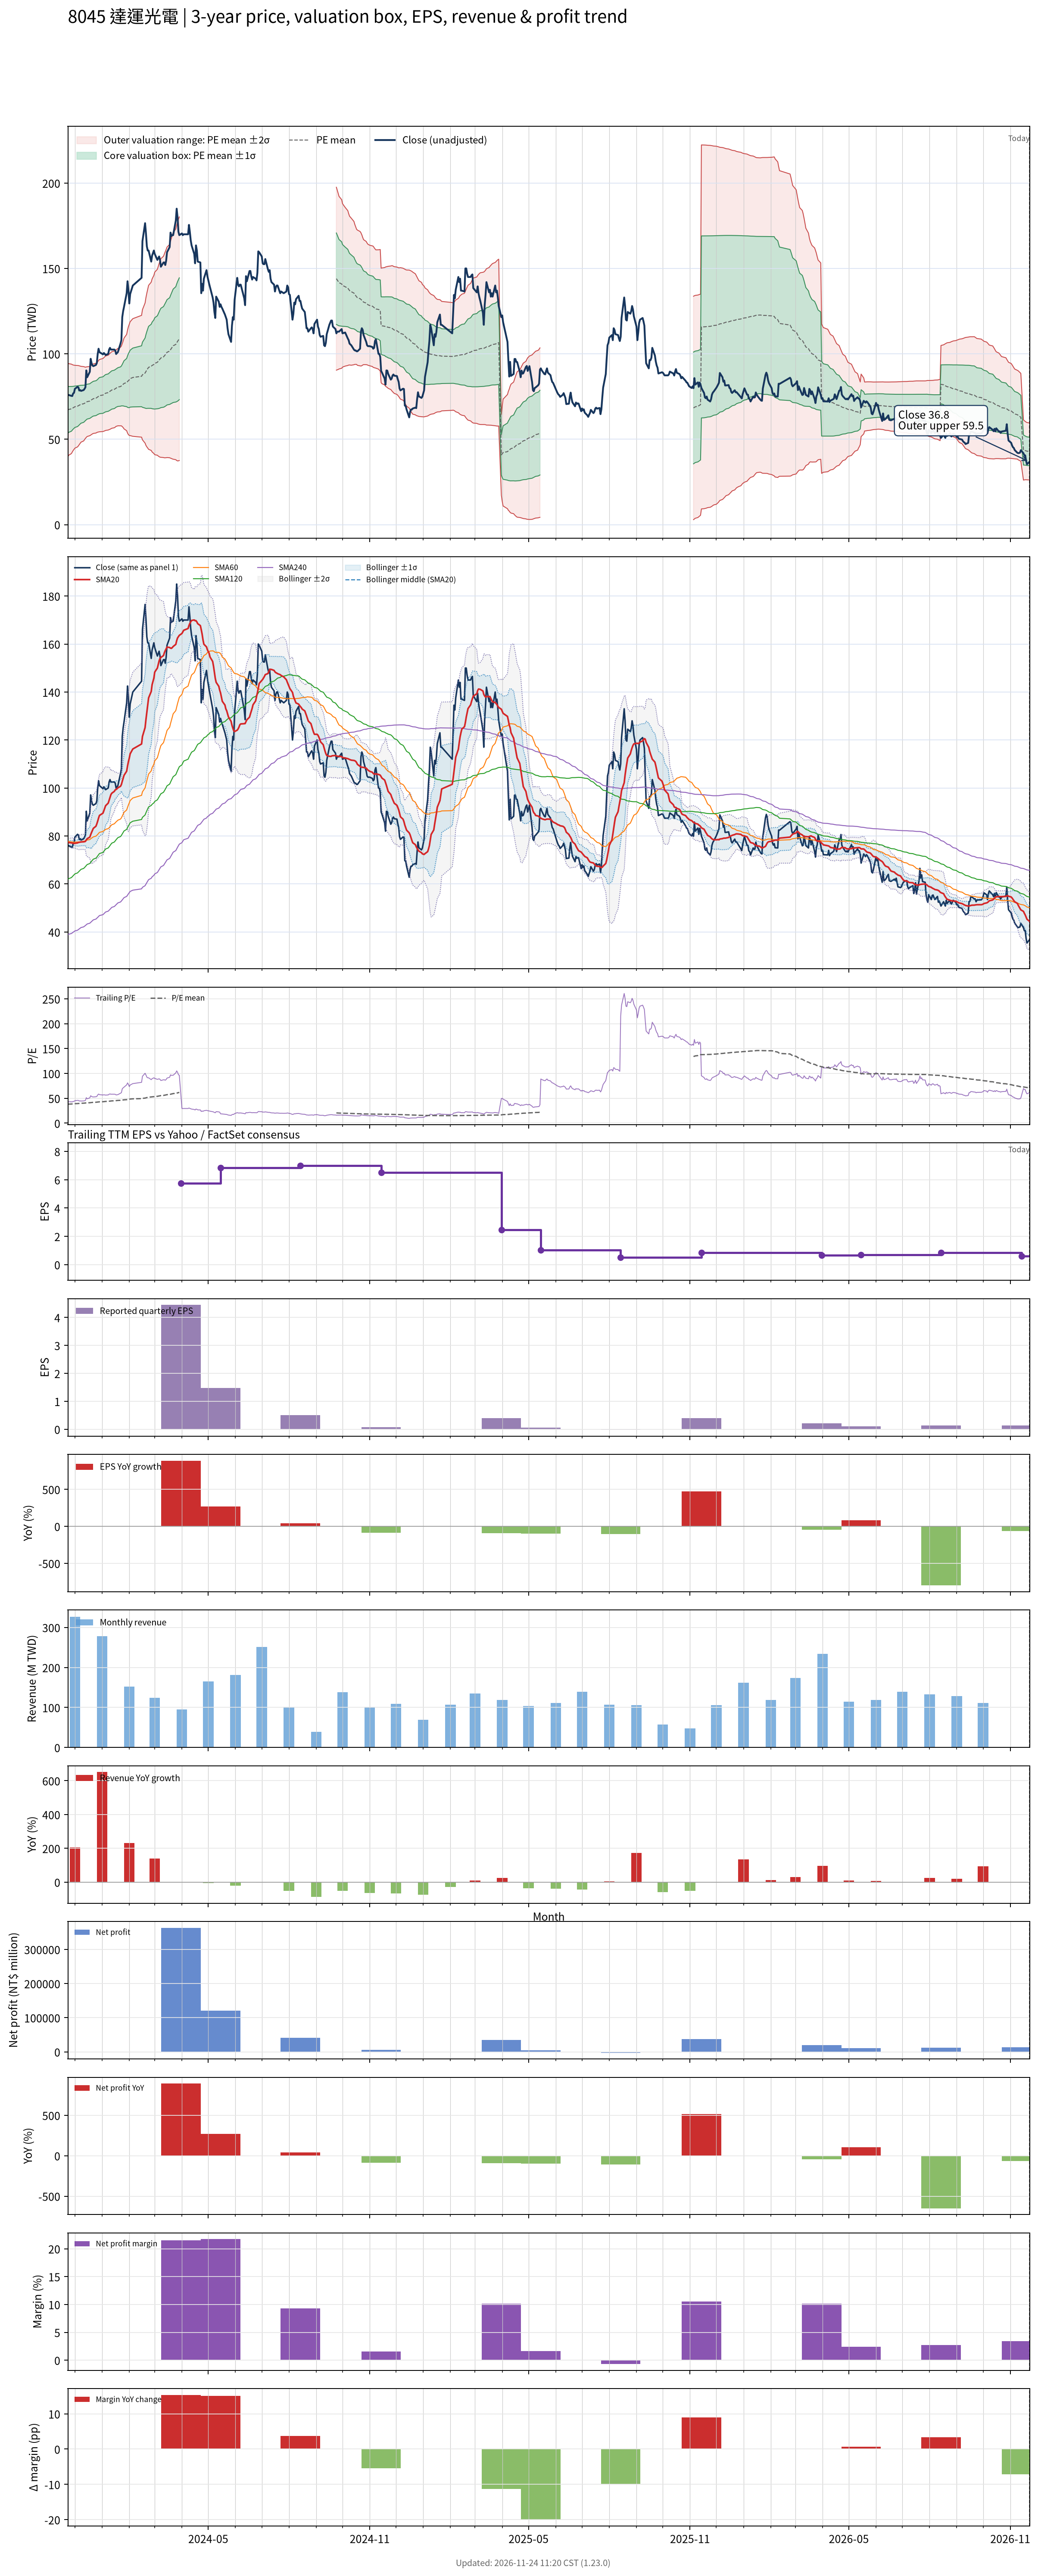 8045 達運光電 | 3-year price, valuation box, EPS, revenue & profit trend
Outer valuation range: PE mean ±2σ
PE mean
Close (unadjusted)
Core valuation box: PE mean ±1σ
Today
Price (TWD)
200
150
100
50
0
Close 36.8
Outer upper 59.5
Close (same as panel 1)
SMA60
SMA240
Bollinger ±1σ
SMA20
SMA120
Bollinger ±2σ
Bollinger middle (SMA20)
Price
180
160
140
120
100
80
60
40
Trailing P/E
P/E mean
P/E
250
200
150
100
50
0
Trailing TTM EPS vs Yahoo / FactSet consensus
Today
EPS
8
6
4
2
0
Reported quarterly EPS
EPS
4
3
2
1
0
EPS YoY growth
YoY (%)
500
0
-500
Monthly revenue
Revenue (M TWD)
300
200
100
0
Revenue YoY growth
YoY (%)
600
400
200
0
Month
Net profit
Net profit (NT$ million)
300000
200000
100000
0
Net profit YoY
YoY (%)
500
0
-500
Net profit margin
Margin (%)
20
15
10
5
0
Margin YoY change
Δ margin (pp)
10
0
-10
-20
2024-05
2024-11
2025-05
2025-11
2026-05
2026-11
Updated: 2026-11-24 11:20 CST (1.23.0)